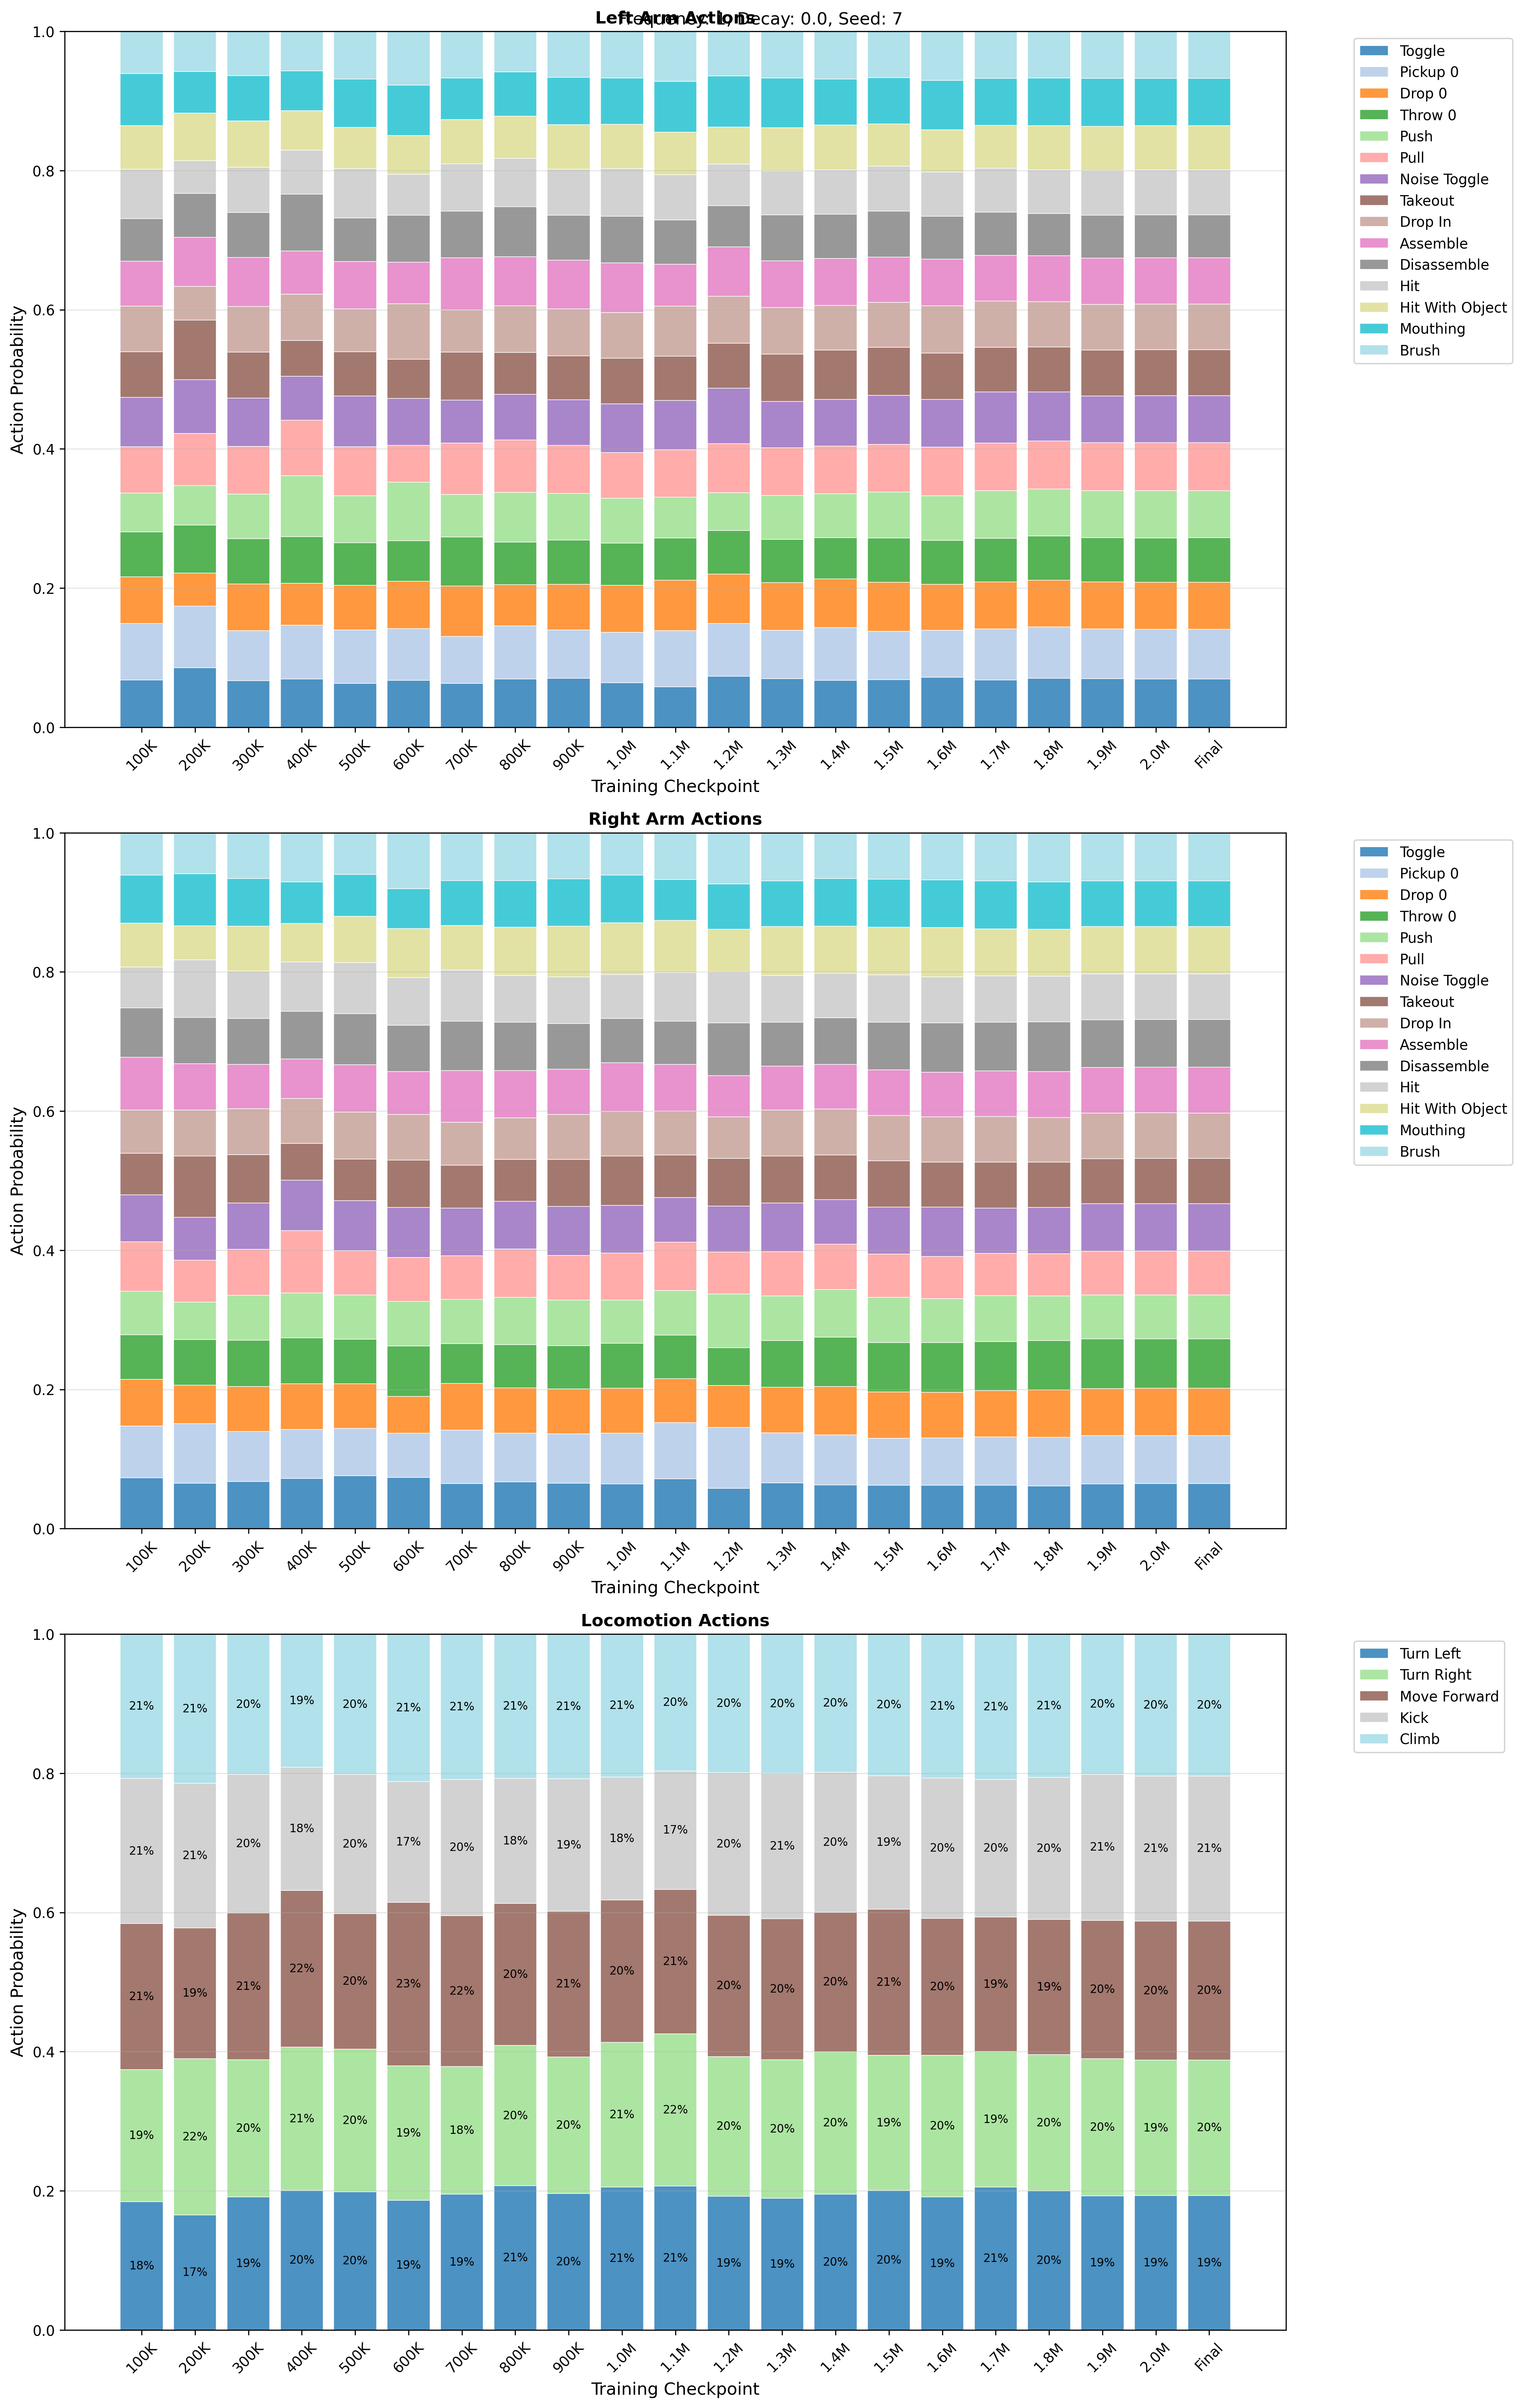 Left Arm Actions
Frequency: 1, Decay: 0.0, Seed: 7
1.0
0.8
0.6
0.4
0.2
0.0
Action Probability
100K 200K 300K 400K 500K 600K 700K 800K 900K 1.0M 1.1M 1.2M 1.3M 1.4M 1.5M 1.6M 1.7M 1.8M 1.9M 2.0M Final
Training Checkpoint
Toggle
Pickup 0
Drop 0
Throw 0
Push
Pull
Noise Toggle
Takeout
Drop In
Assemble
Disassemble
Hit
Hit With Object
Mouthing
Brush
Right Arm Actions
1.0
0.8
0.6
0.4
0.2
0.0
Action Probability
100K 200K 300K 400K 500K 600K 700K 800K 900K 1.0M 1.1M 1.2M 1.3M 1.4M 1.5M 1.6M 1.7M 1.8M 1.9M 2.0M Final
Training Checkpoint
Toggle
Pickup 0
Drop 0
Throw 0
Push
Pull
Noise Toggle
Takeout
Drop In
Assemble
Disassemble
Hit
Hit With Object
Mouthing
Brush
Locomotion Actions
1.0
0.8
0.6
0.4
0.2
0.0
Action Probability
21% 21% 20% 19% 20% 21% 21% 21% 21% 21% 20% 20% 20% 20% 20% 21% 21% 21% 20% 20% 20%
21% 21% 20% 18% 20% 17% 20% 18% 19% 18% 17% 20% 21% 20% 19% 20% 20% 20% 21% 21% 21%
21% 19% 21% 22% 20% 23% 22% 20% 21% 20% 21% 20% 20% 20% 21% 20% 19% 19% 20% 20% 20%
19% 22% 20% 21% 20% 19% 18% 20% 20% 21% 22% 20% 20% 20% 19% 20% 19% 20% 20% 19% 20%
18% 17% 19% 20% 20% 19% 19% 21% 20% 21% 21% 19% 19% 20% 20% 19% 21% 20% 19% 19% 19%
100K 200K 300K 400K 500K 600K 700K 800K 900K 1.0M 1.1M 1.2M 1.3M 1.4M 1.5M 1.6M 1.7M 1.8M 1.9M 2.0M Final
Training Checkpoint
Turn Left
Turn Right
Move Forward
Kick
Climb